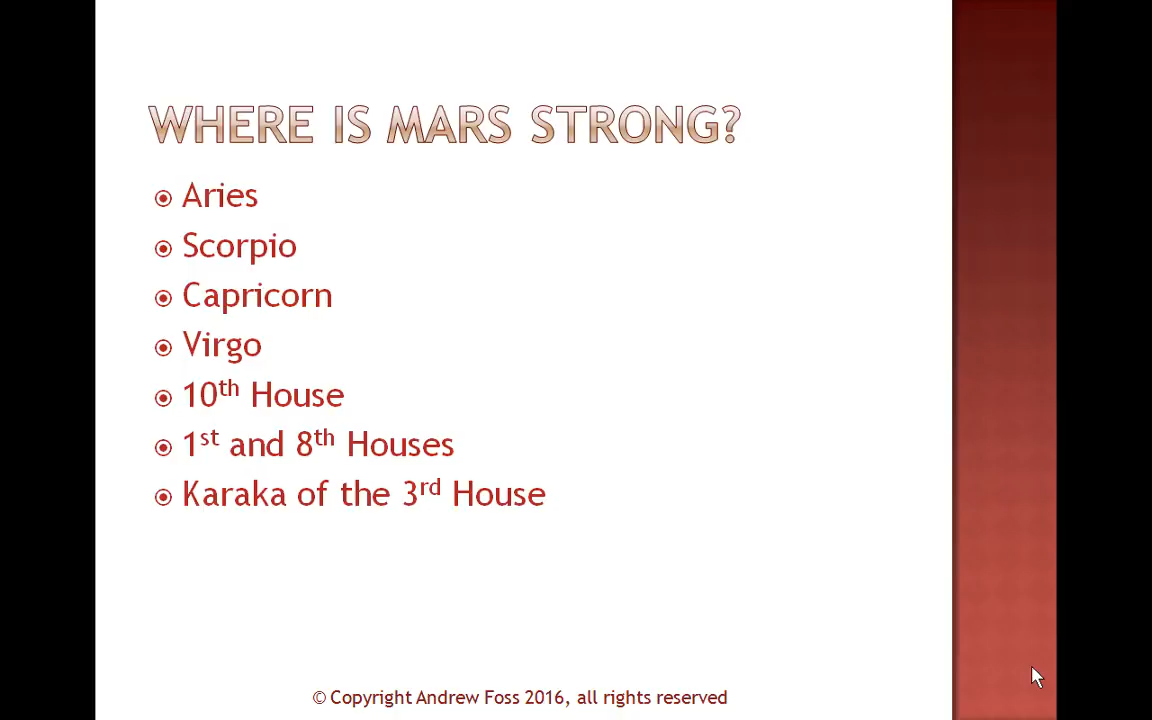 WHERE IS MARS STRONG?
Aries
Scorpio
Capricorn
Virgo
10th House
1st and 8th Houses
Karaka of the 3rd House
© Copyright Andrew Foss 2016, all rights reserved